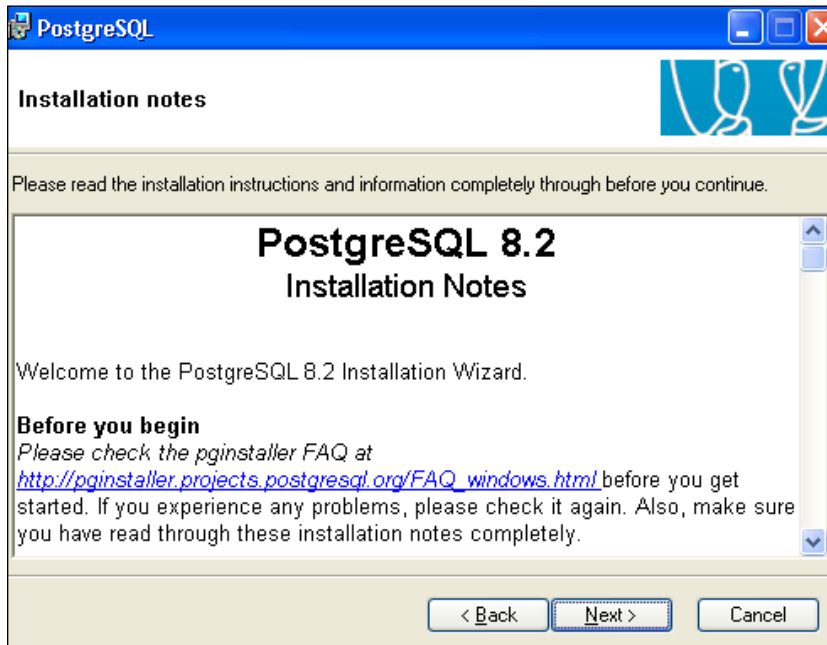 PostgreSQL
Installation notes
Please read the installation instructions and information completely through before you continue.
PostgreSQL 8.2
Installation Notes
Welcome to the PostgreSQL 8.2 Installation Wizard.
Before you begin
Please check the pginstaller FAQ at
http://pginstaller.projects.postgresql.org/FAQ_windows.html before you get
started. If you experience any problems, please check it again. Also, make sure
you have read through these installation notes completely.
< Back
Next >
Cancel